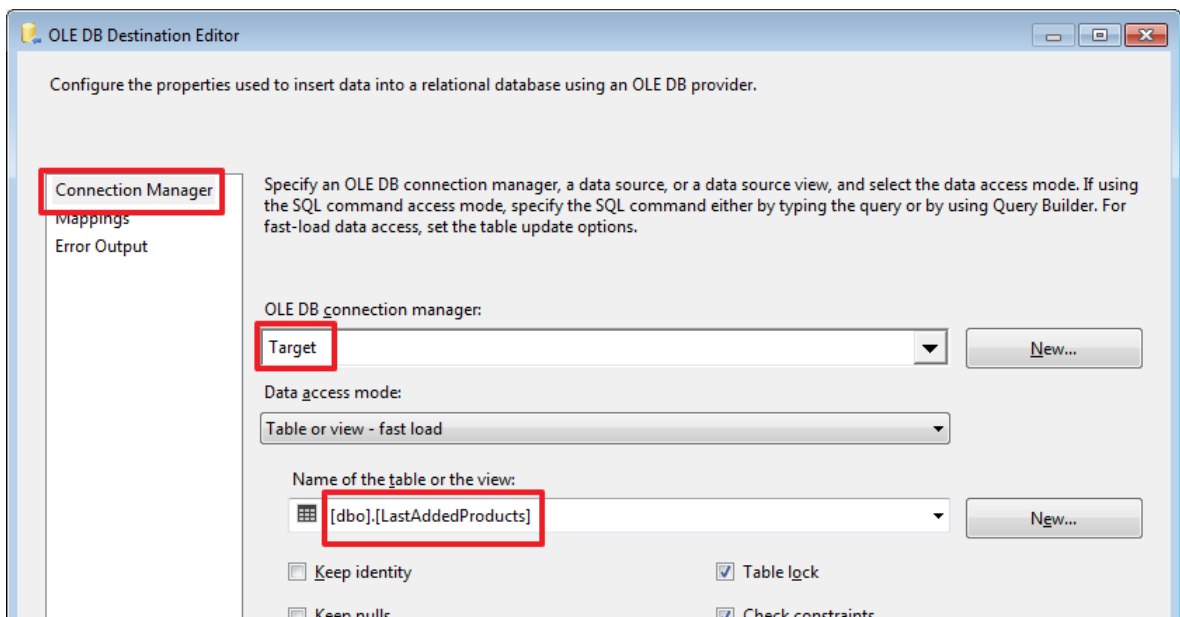 OLE DB Destination Editor
Configure the properties used to insert data into a relational database using an OLE DB provider.
Connection Manager
Mappings
Error Output
Specify an OLE DB connection manager, a data source, or a data source view, and select the data access mode. If using
the SQL command access mode, specify the SQL command either by typing the query or by using Query Builder. For
fast-load data access, set the table update options.
OLE DB connection manager:
Target
New...
Data access mode:
Table or view - fast load
Name of the table or the view:
[dbo].[LastAddedProducts]
New...
Keep identity
Table lock
Keep nulls
Check constraints